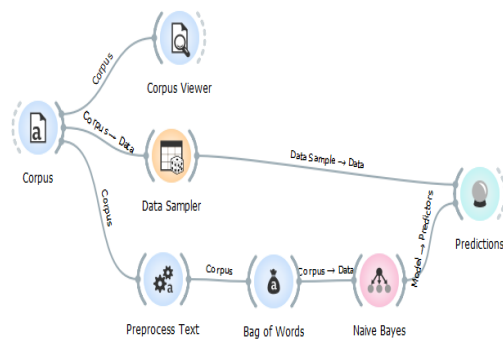 Corpus
Corpus Viewer
Corpus → Data
Corpus
Data Sampler
Data Sample → Data
Corpus
Predictions
Model → Predictors
Corpus
Corpus → Data
Preprocess Text
Bag of Words
Naive Bayes